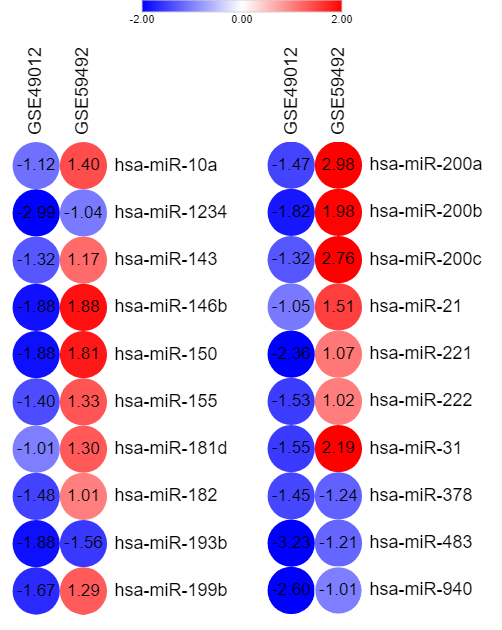 -2.00 0.00 2.00
GSE49012 GSE59492 GSE49012 GSE59492
-1.12 1.40 hsa-miR-10a -1.47 2.98 hsa-miR-200a
-2.99 -1.04 hsa-miR-1234 -1.82 1.98 hsa-miR-200b
-1.32 1.17 hsa-miR-143 -1.32 2.76 hsa-miR-200c
-1.88 1.88 hsa-miR-146b -1.05 1.51 hsa-miR-21
-1.88 1.81 hsa-miR-150 -2.36 1.07 hsa-miR-221
-1.40 1.33 hsa-miR-155 -1.53 1.02 hsa-miR-222
-1.01 1.30 hsa-miR-181d -1.55 2.19 hsa-miR-31
-1.48 1.01 hsa-miR-182 -1.45 -1.24 hsa-miR-378
-1.88 -1.56 hsa-miR-193b -3.23 -1.21 hsa-miR-483
-1.67 1.29 hsa-miR-199b -2.60 -1.01 hsa-miR-940